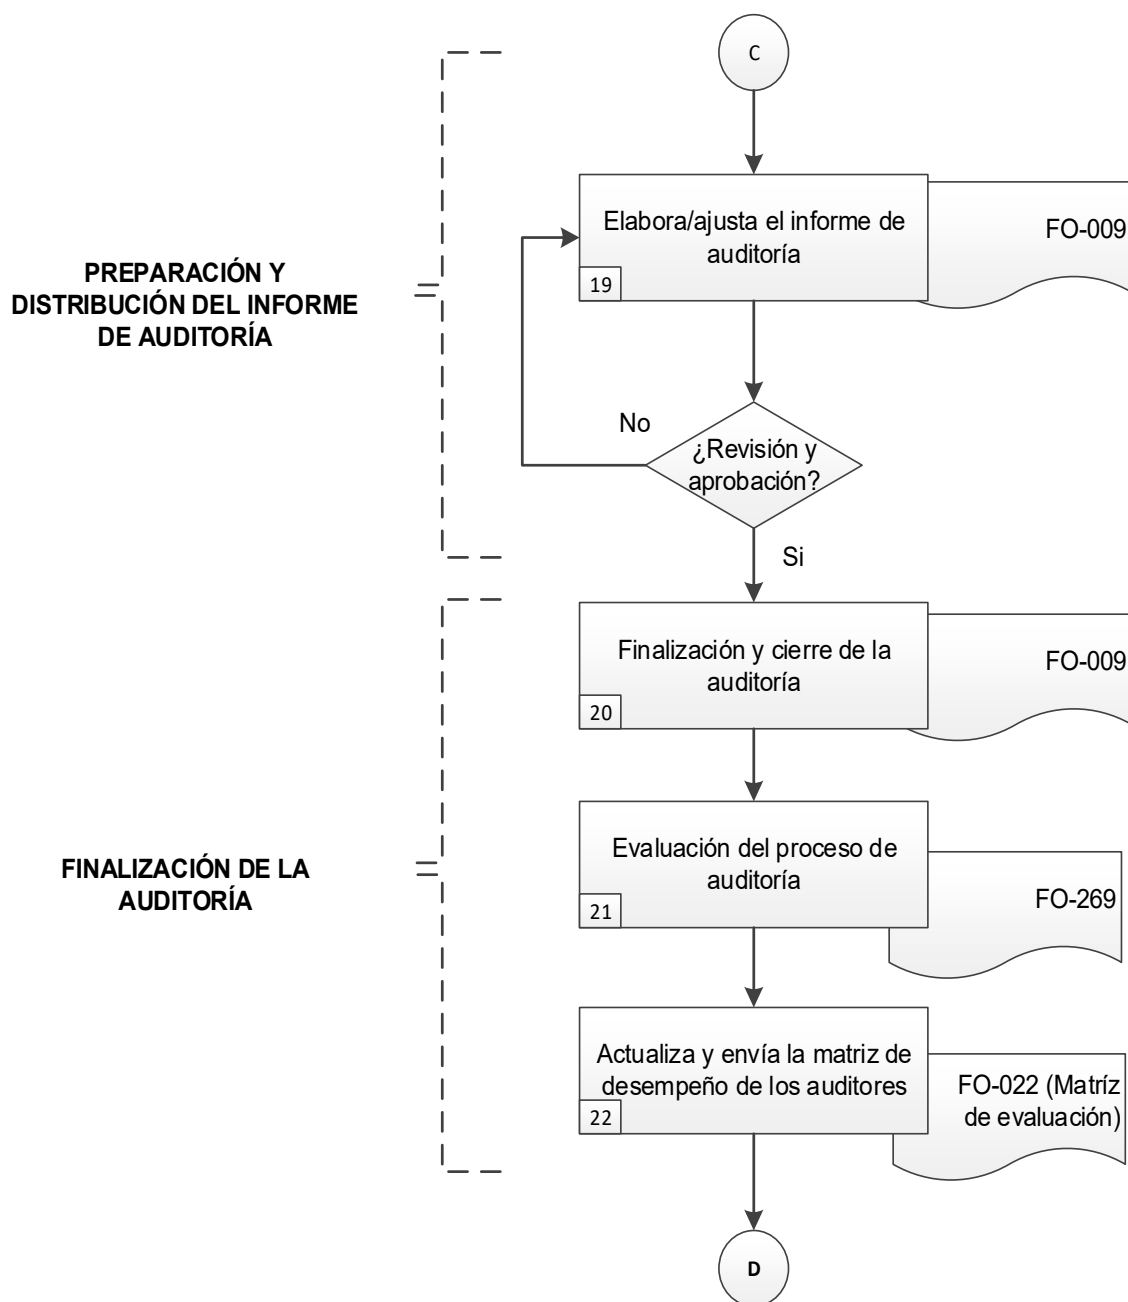 C
PREPARACIÓN Y
DISTRIBUCIÓN DEL INFORME
DE AUDITORÍA
Elabora/ajusta el informe de
auditoría
19
FO-009
No
¿Revisión y
aprobación?
Si
FINALIZACIÓN DE LA
AUDITORÍA
Finalización y cierre de la
auditoría
20
FO-009
Evaluación del proceso de
auditoría
21
FO-269
Actualiza y envía la matriz de
desempeño de los auditores
22
FO-022 (Matríz
de evaluación)
D